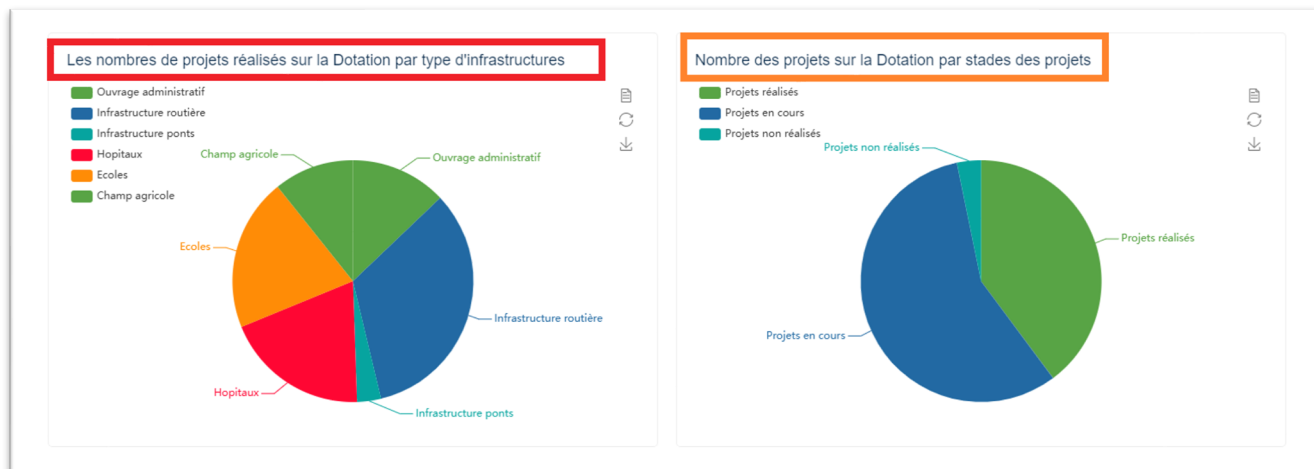 Les nombres de projets réalisés sur la Dotation par type d'infrastructures
Ouvrage administratif
Infrastructure routière
Infrastructure ponts
Hopitaux
Ecoles
Champ agricole
Champ agricole
Ouvrage administratif
Ecoles
Infrastructure routière
Hopitaux
Infrastructure ponts
Nombre des projets sur la Dotation par stades des projets
Projets réalisés
Projets en cours
Projets non réalisés
Projets non réalisés
Projets réalisés
Projets en cours